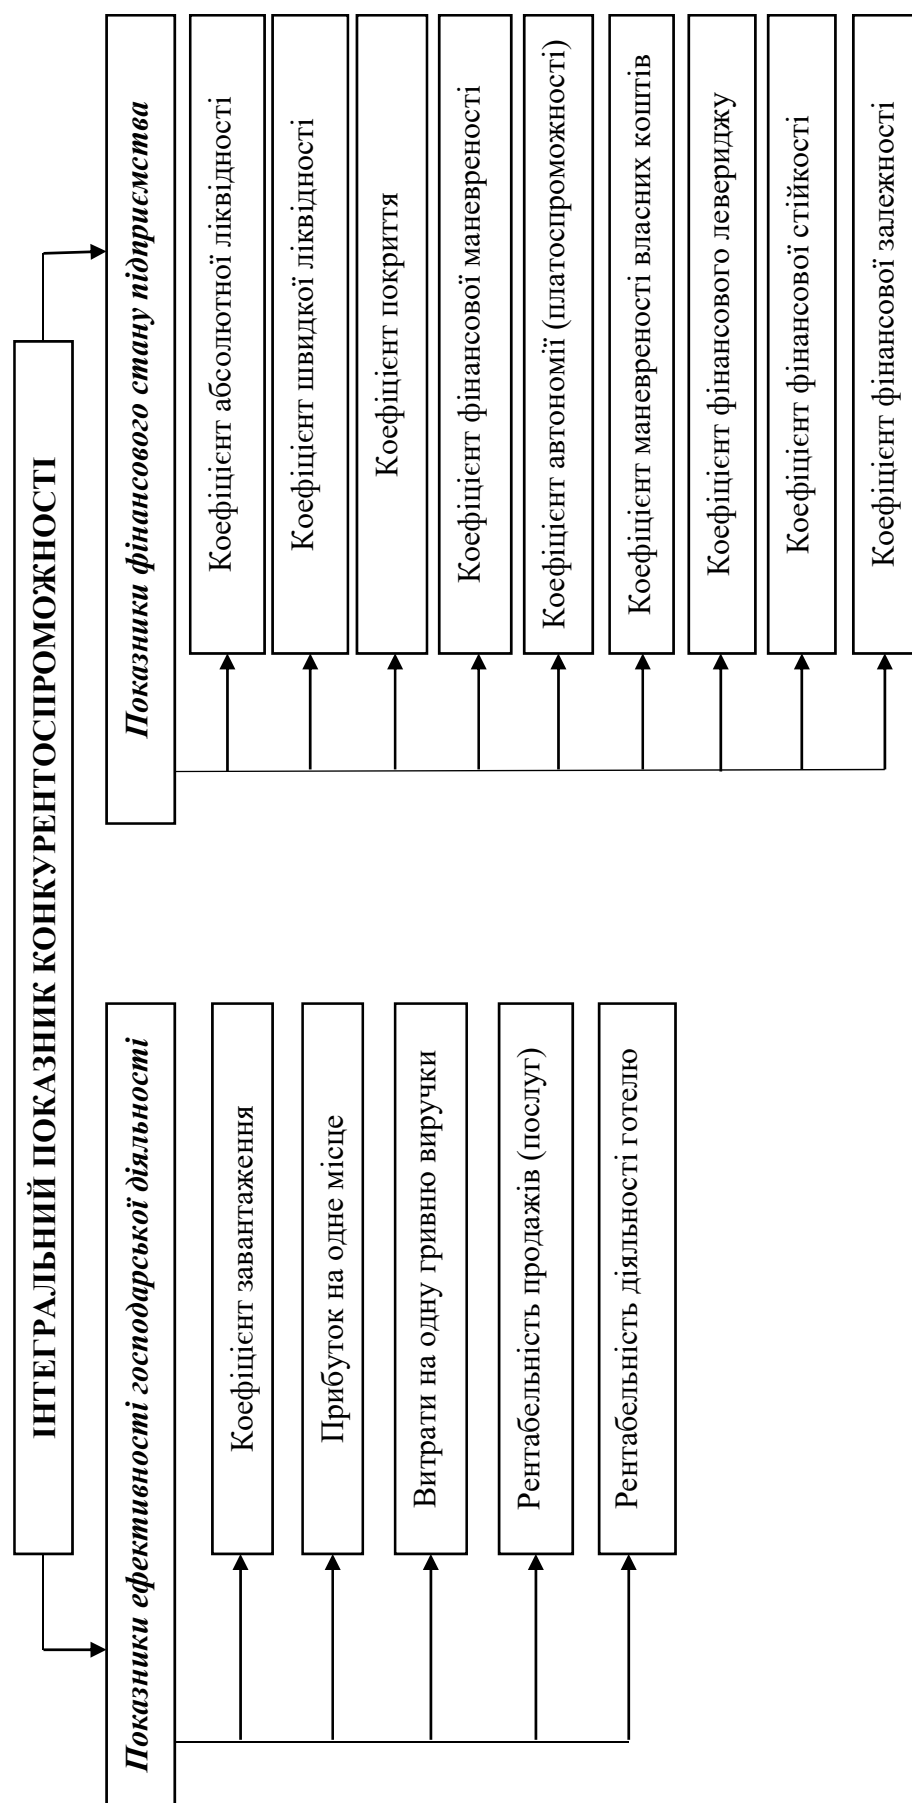 ІНТЕГРАЛЬНИЙ ПОКАЗНИК КОНКУРЕНТОСПРОМОЖНОСТІ
Показники ефективності господарської діяльності
Коефіцієнт завантаження
Прибуток на одне місце
Витрати на одну гривню виручки
Рентабельність продажів (послуг)
Рентабельність діяльності готелю
Показники фінансового стану підприємства
Коефіцієнт абсолютної ліквідності
Коефіцієнт швидкої ліквідності
Коефіцієнт покриття
Коефіцієнт фінансової маневреності
Коефіцієнт автономії (платоспроможності)
Коефіцієнт маневреності власних коштів
Коефіцієнт фінансового левериджу
Коефіцієнт фінансової стійкості
Коефіцієнт фінансової залежності